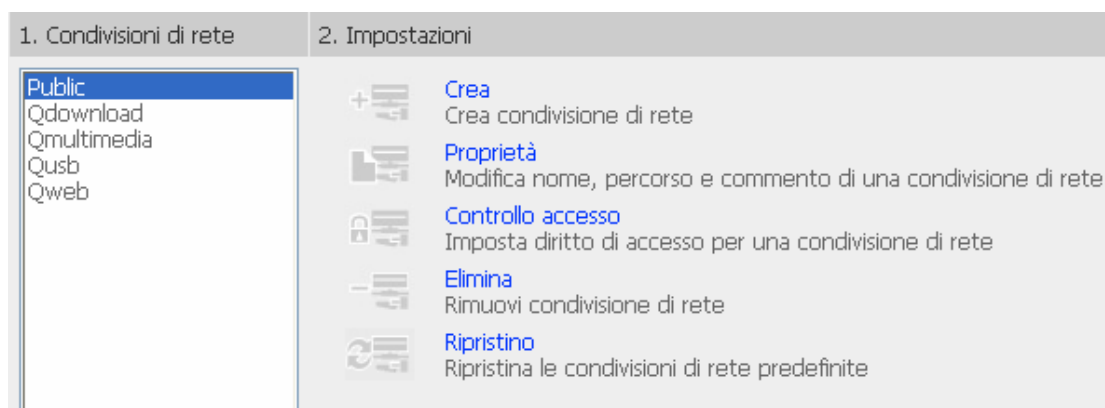 1. Condivisioni di rete
2. Impostazioni
Public
Qdownload
Qmultimedia
Qusb
Qweb
Crea
Crea condivisione di rete
Proprietà
Modifica nome, percorso e commento di una condivisione di rete
Controllo accesso
Imposta diritto di accesso per una condivisione di rete
Elimina
Rimuovi condivisione di rete
Ripristino
Ripristina le condivisioni di rete predefinite